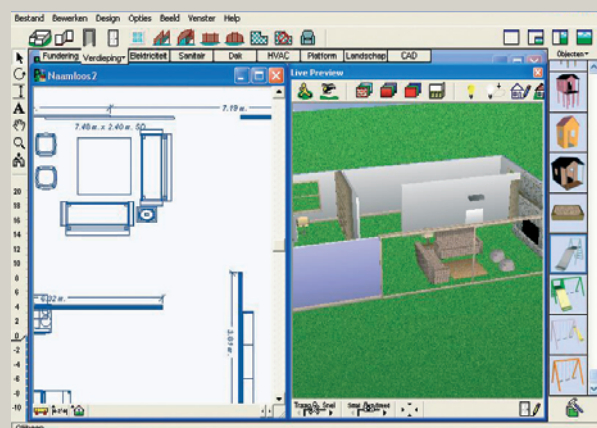 Bestand Bewerken Design Opties Beeld Venster Help
Fundering Verdieping Elektriciteit Sanitair Dak HVAC Platform Landschap CAD
Naamloos:2
Live Preview
Objecten
7.19 м.
7.48 м. x 2.40 м. SD
A
20
18
16
14
12
10
8
6
4
2
0
-2
-4
-6
-8
-10